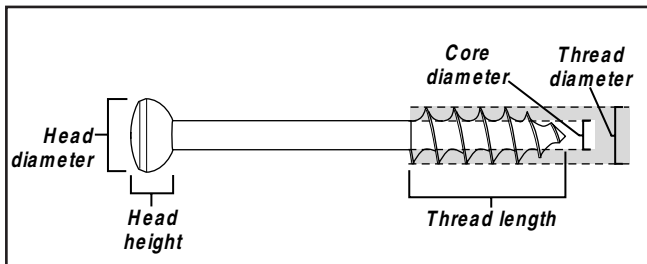 Core
diameter
Thread
diameter
Head
diameter
Head
height
Thread length